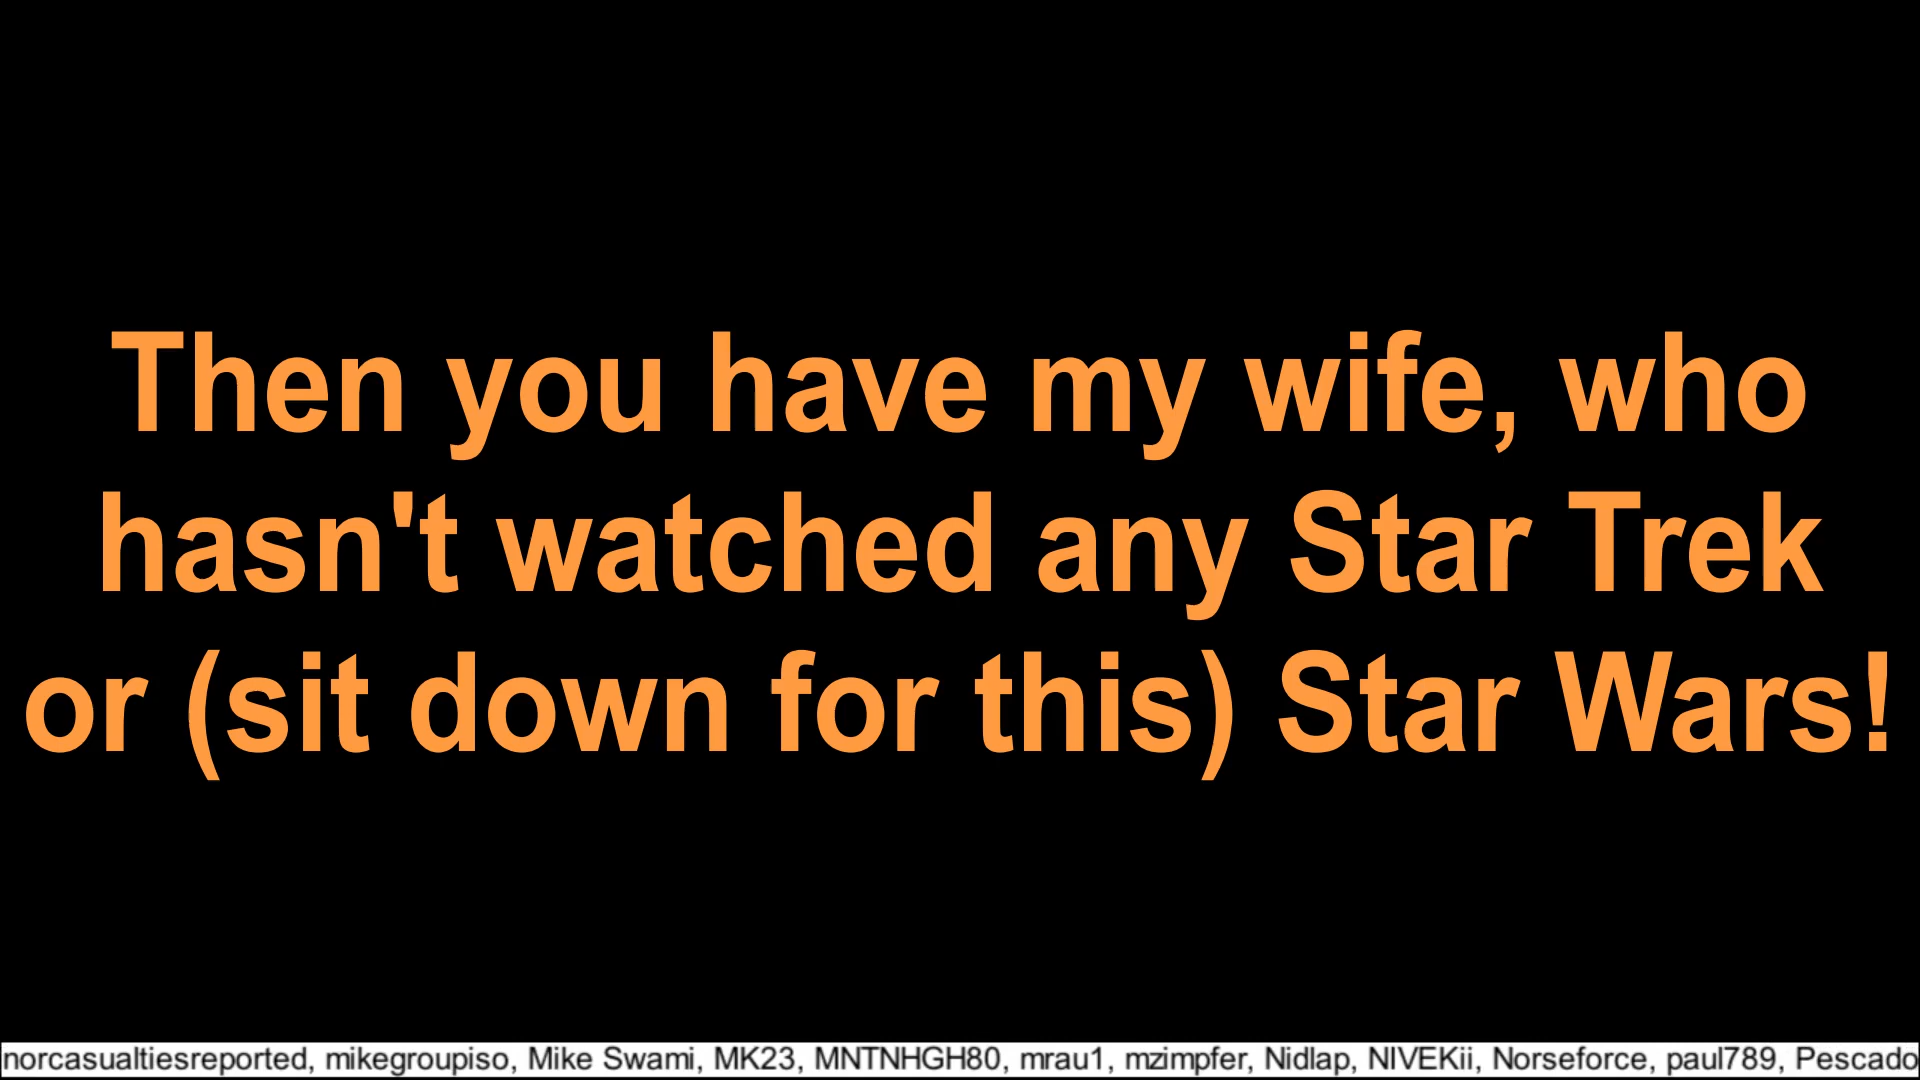 Then you have my wife, who
hasn't watched any Star Trek
or (sit down for this) Star Wars!
norcasualtiesreported, mikegroupiso, Mike Swami, MK23, MNTNHGH80, mrau1, mzimpfer, Nidlap, NIVEKii, Norseforce, paul789, Pescado